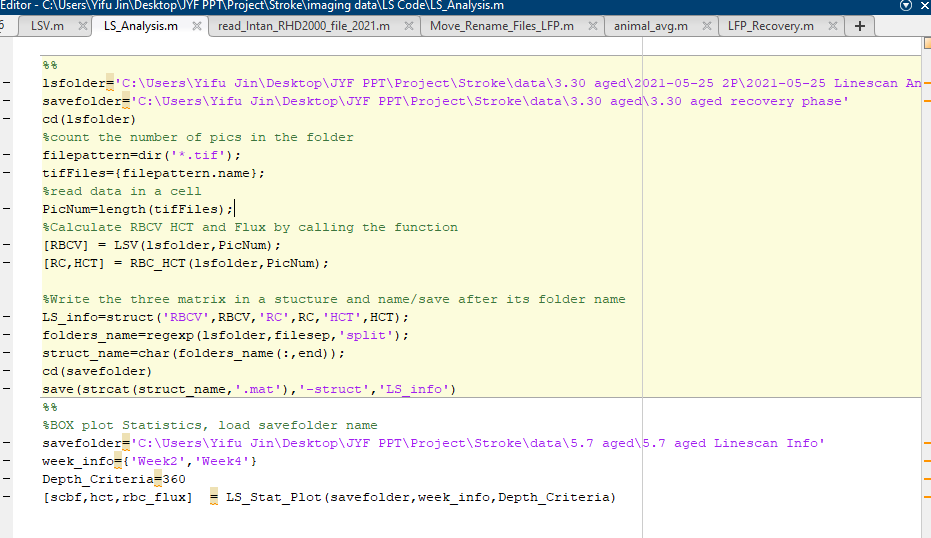 Editor - C:\Users\Yifu Jin\Desktop\JYF PPT\Project\Stroke\imaging data\LS Code\LS_Analysis.m
LSV.m LS_Analysis.m read_Intan_RHD2000_file_2021.m Move_Rename_Files_LFP.m animal_avg.m LFP_Recovery.m
%%
lsfolder='C:\Users\Yifu Jin\Desktop\JYF PPT\Project\Stroke\data\3.30 aged\2021-05-25 2P\2021-05-25 Linescan An
savefolder='C:\Users\Yifu Jin\Desktop\JYF PPT\Project\Stroke\data\3.30 aged\3.30 aged recovery phase'
cd(lsfolder)
%count the number of pics in the folder
filepattern=dir('*.tif');
tifFiles={filepattern.name};
%read data in a cell
PicNum=length(tifFiles);
%Calculate RBCV HCT and Flux by calling the function
[RBCV] = LSV(lsfolder,PicNum);
[RC,HCT] = RBC_HCT(lsfolder,PicNum);
%Write the three matrix in a stucture and name/save after its folder name
LS_info=struct('RBCV',RBCV,'RC',RC,'HCT',HCT);
folders_name=regexp(lsfolder,filesep,'split');
struct_name=char(folders_name(:,end));
cd(savefolder)
save(strcat(struct_name,'.mat'),'-struct','LS_info')
%%
%BOX plot Statistics, load savefolder name
savefolder='C:\Users\Yifu Jin\Desktop\JYF PPT\Project\Stroke\data\5.7 aged\5.7 aged Linescan Info'
week_info={'Week2','Week4'}
Depth_Criteria=360
[scbf,hct,rbc_flux] = LS_Stat_Plot(savefolder,week_info,Depth_Criteria)